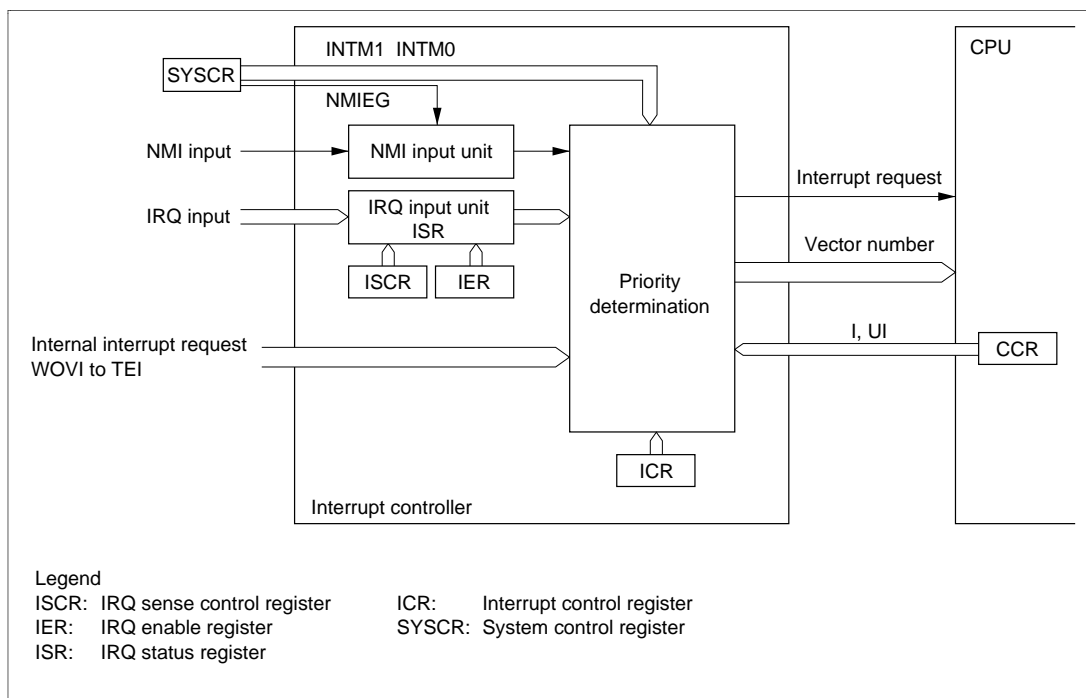 INTM1 INTM0
CPU
SYSCR
NMIEG
NMI input
NMI input unit
Interrupt request
IRQ input
IRQ input unit
ISR
Vector number
ISCR
IER
Priority
determination
I, UI
Internal interrupt request
WOVI to TEI
CCR
ICR
Interrupt controller
Legend
ISCR: IRQ sense control register
ICR: Interrupt control register
IER: IRQ enable register
SYSCR: System control register
ISR: IRQ status register